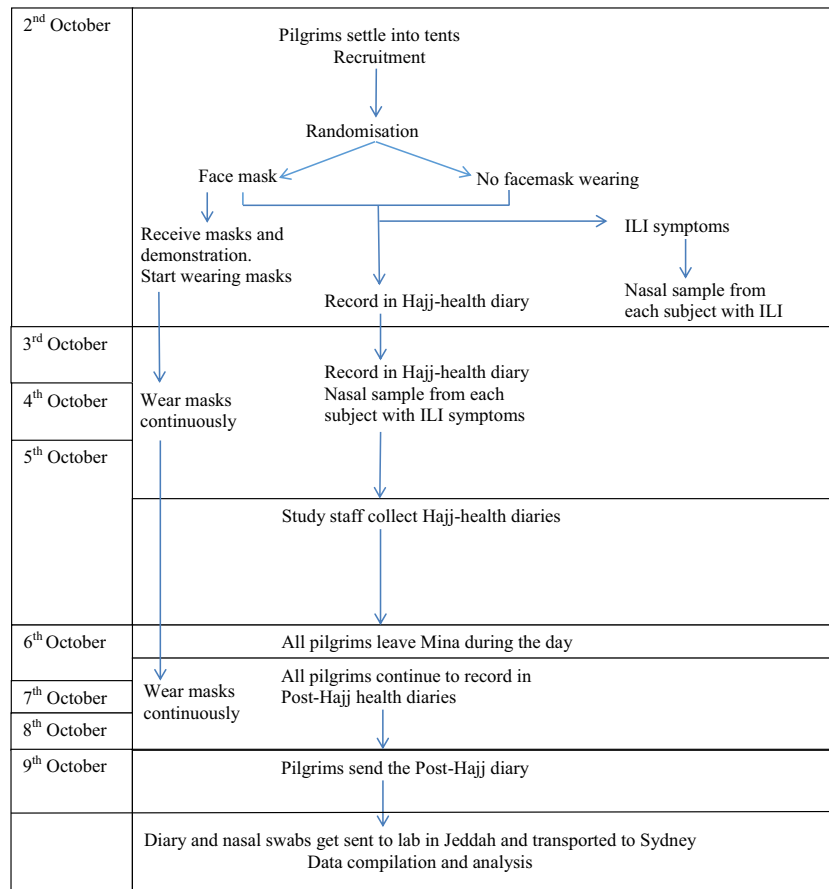 2nd October
Pilgrims settle into tents
Recruitment
Randomisation
Face mask
No facemask wearing
Receive masks and
demonstration.
Start wearing masks
ILI symptoms
Record in Hajj-health diary
Nasal sample from
each subject with ILI
3rd October
Record in Hajj-health diary
Nasal sample from each
subject with ILI symptoms
4th October
Wear masks
continuously
5th October
Study staff collect Hajj-health diaries
6th October
All pilgrims leave Mina during the day
All pilgrims continue to record in
Post-Hajj health diaries
7th October
Wear masks
continuously
8th October
9th October
Pilgrims send the Post-Hajj diary
Diary and nasal swabs get sent to lab in Jeddah and transported to Sydney
Data compilation and analysis